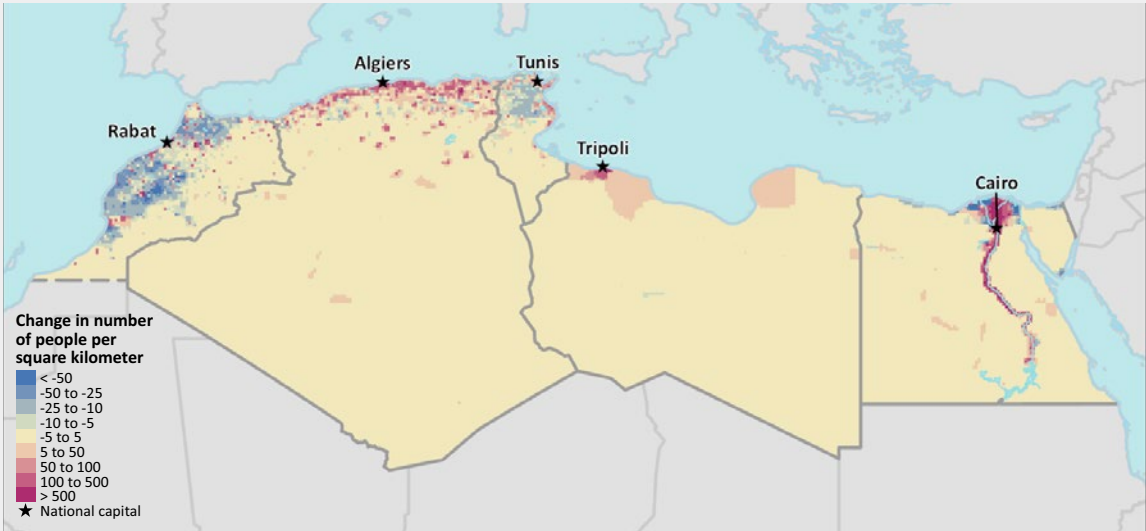 Algiers
Tunis
Rabat
Tripoli
Cairo
Change in number
of people per
square kilometer
< -50
-50 to -25
-25 to -10
-10 to -5
-5 to 5
5 to 50
50 to 100
100 to 500
> 500
National capital